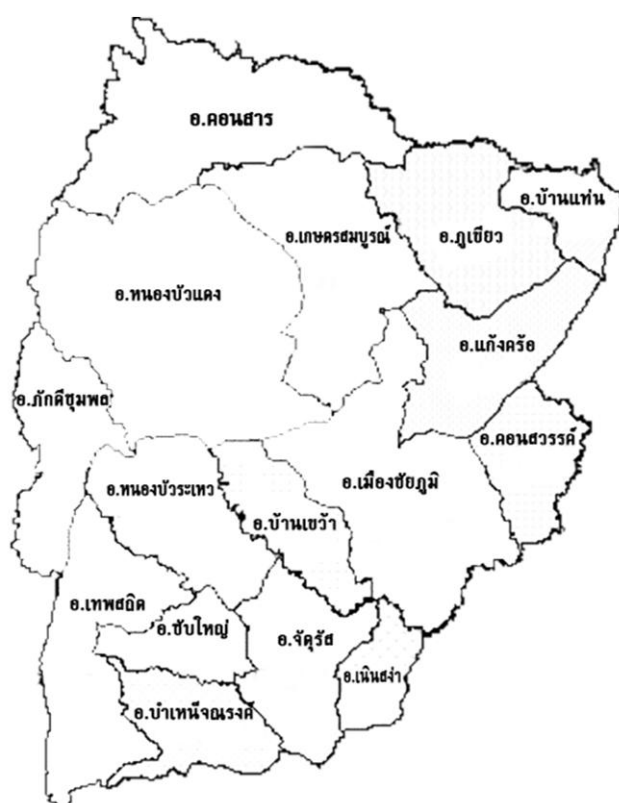 อ.คอนสาร
อ.บ้านแท่น
อ.เกษตรสมบูรณ์
อ.ภูเขียว
อ.หนองบัวแดง
อ.แก้งคร้อ
อ.ภักดีชุมพล
อ.คอนสวรรค์
อ.หนองบัวระเหว
อ.เมืองชัยภูมิ
อ.บ้านเขว้า
อ.เทพสถิต
อ.ซับใหญ่
อ.จัตุรัส
อ.เนินสง่า
อ.บำเหน็จณรงค์